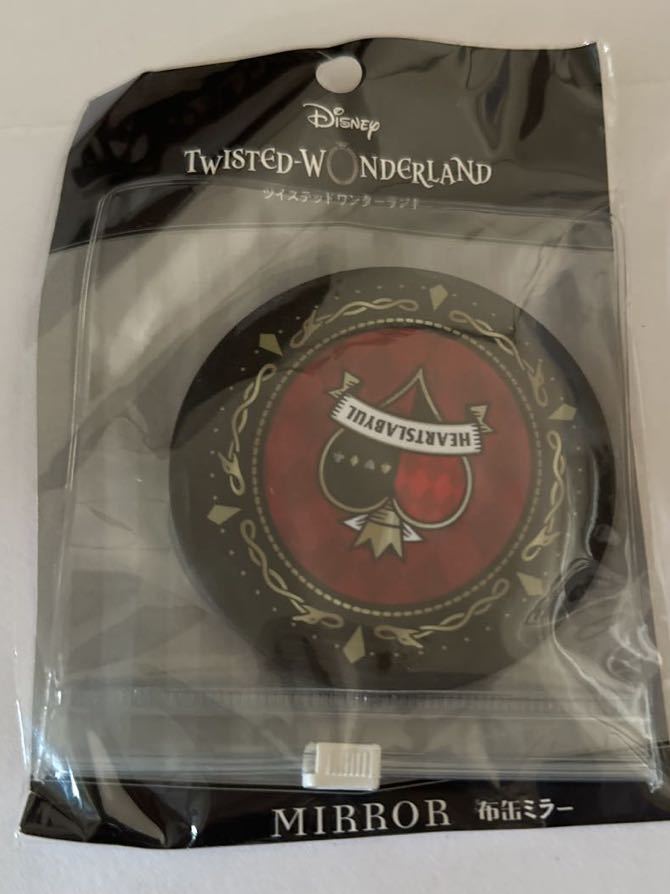 Disney
TWISTED-WONDERLAND
ツイステッドワンダーランド
HEARTSLABYUL
MIRROR 布缶ミラー